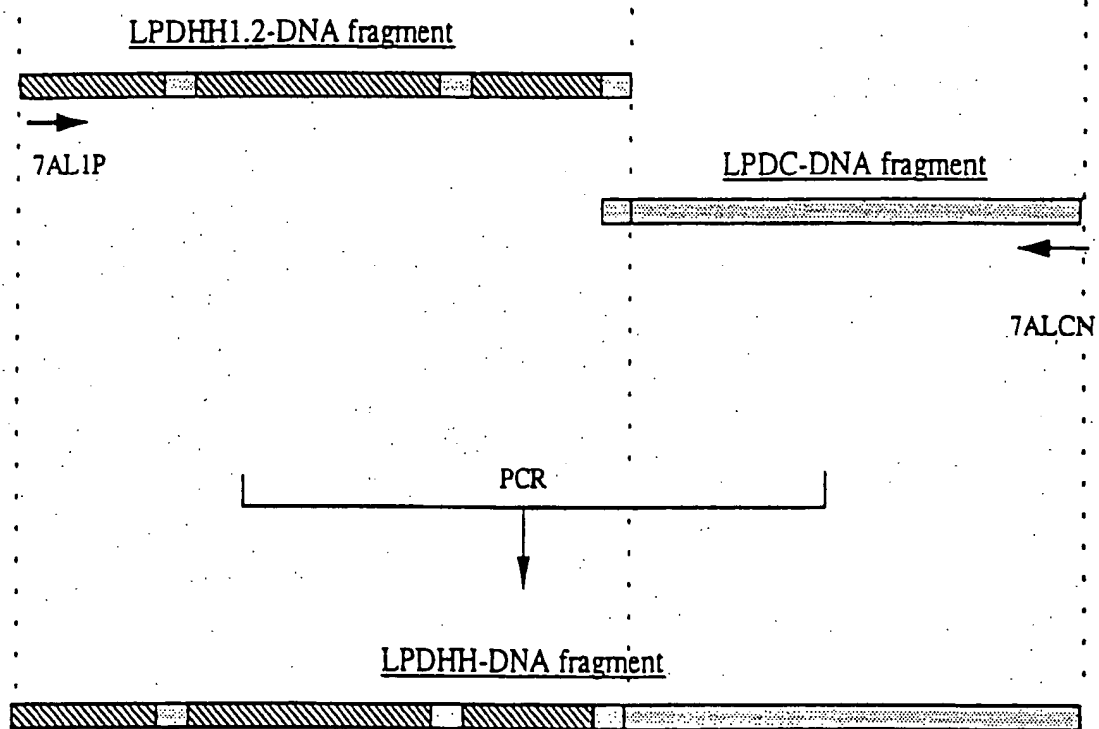 LPDHH1.2-DNA fragment
7AL1P
LPDC-DNA fragment
7ALCN
PCR
LPDHH-DNA fragment